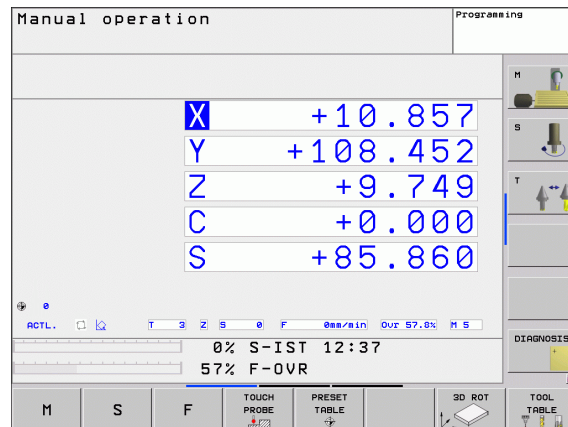 Manual operation
Programming
M
X +10.857
S
Y +108.452
T
Z +9.749
C +0.000
S +85.860
0
ACTL. T 3 Z S 0 F 0mm/min Ovr 57.8% M 5
0% S-IST 12:37
DIAGNOSIS
57% F-OVR
M S F TOUCH PROBE PRESET TABLE 3D ROT TOOL TABLE